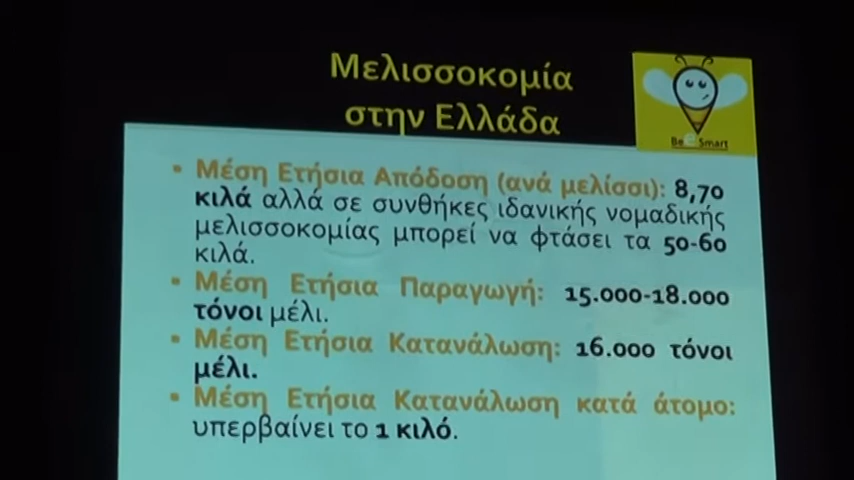 Μελισσοκομία
στην Ελλάδα
Be e Smart
▪ Μέση Ετήσια Απόδοση (ανά μελίσσι): 8,70
κιλά αλλά σε συνθήκες ιδανικής νομαδικής
μελισσοκομίας μπορεί να φτάσει τα 50-60
κιλά.
▪ Μέση Ετήσια Παραγωγή: 15.000-18.000
τόνοι μέλι.
▪ Μέση Ετήσια Κατανάλωση: 16.000 τόνοι
μέλι.
▪ Μέση Ετήσια Κατανάλωση κατά άτομο:
υπερβαίνει το 1 κιλό.